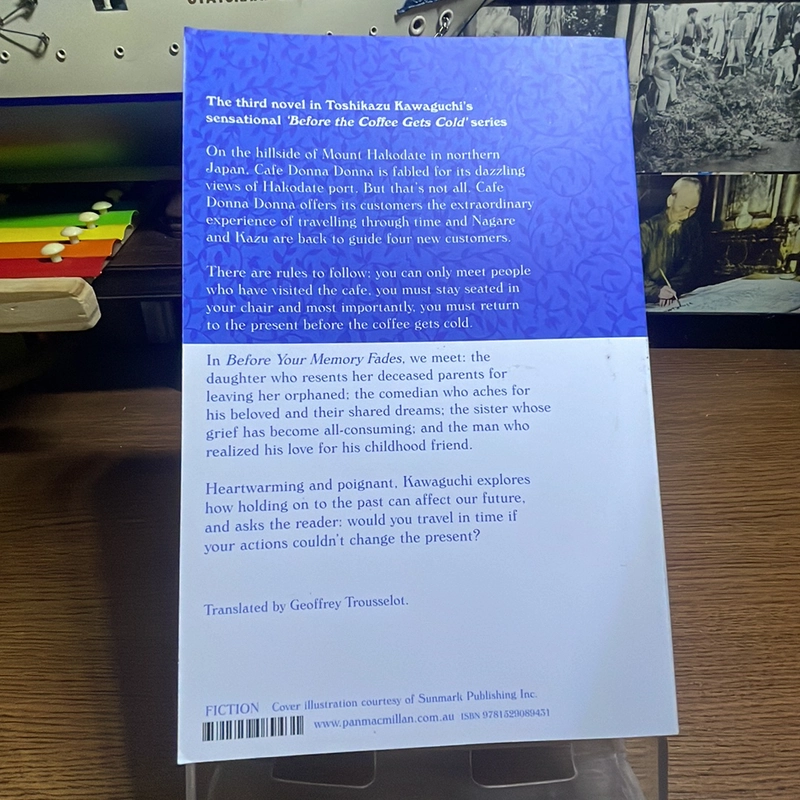 The third novel in Toshikazu Kawaguchi's
sensational 'Before the Coffee Gets Cold' series
On the hillside of Mount Hakodate in northern
Japan, Cafe Donna Donna is fabled for its dazzling
views of Hakodate port. But that's not all. Cafe
Donna Donna offers its customers the extraordinary
experience of travelling through time and Nagare
and Kazu are back to guide four new customers.
There are rules to follow: you can only meet people
who have visited the cafe, you must stay seated in
your chair and most importantly, you must return
to the present before the coffee gets cold.
In Before Your Memory Fades, we meet: the
daughter who resents her deceased parents for
leaving her orphaned; the comedian who aches for
his beloved and their shared dreams; the sister whose
grief has become all-consuming; and the man who
realized his love for his childhood friend.
Heartwarming and poignant, Kawaguchi explores
how holding on to the past can affect our future,
and asks the reader: would you travel in time if
your actions couldn't change the present?
Translated by Geoffrey Trousselot.
FICTION Cover illustration courtesy of Sunmark Publishing Inc.
www.panmacmillan.com.au ISBN 9781529089431